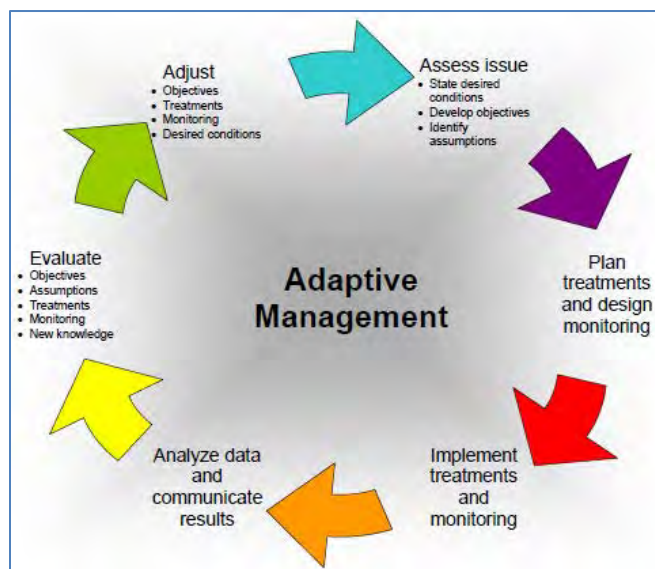 Adjust
• Objectives
• Treatments
• Monitoring
• Desired conditions
Assess issue
• State desired
conditions
• Develop objectives
• Identify
assumptions
Plan
treatments
and design
monitoring
Implement
treatments
and
monitoring
Analyze data
and
communicate
results
Evaluate
• Objectives
• Assumptions
• Treatments
• Monitoring
• New knowledge
Adaptive
Management